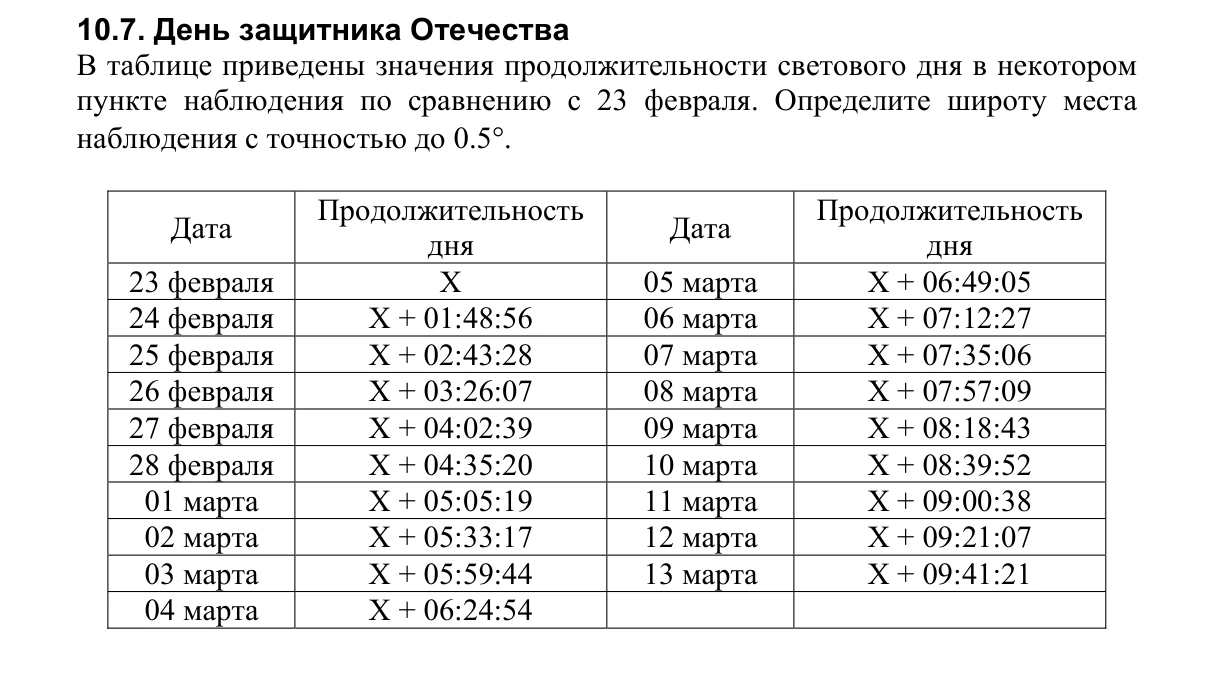 10.7. День защитника Отечества
В таблице приведены значения продолжительности светового дня в некотором
пункте наблюдения по сравнению с 23 февраля. Определите широту места
наблюдения с точностью до 0.5°.
Дата Продолжительность дня Дата Продолжительность дня
23 февраля X 05 марта X + 06:49:05
24 февраля X + 01:48:56 06 марта X + 07:12:27
25 февраля X + 02:43:28 07 марта X + 07:35:06
26 февраля X + 03:26:07 08 марта X + 07:57:09
27 февраля X + 04:02:39 09 марта X + 08:18:43
28 февраля X + 04:35:20 10 марта X + 08:39:52
01 марта X + 05:05:19 11 марта X + 09:00:38
02 марта X + 05:33:17 12 марта X + 09:21:07
03 марта X + 05:59:44 13 марта X + 09:41:21
04 марта X + 06:24:54